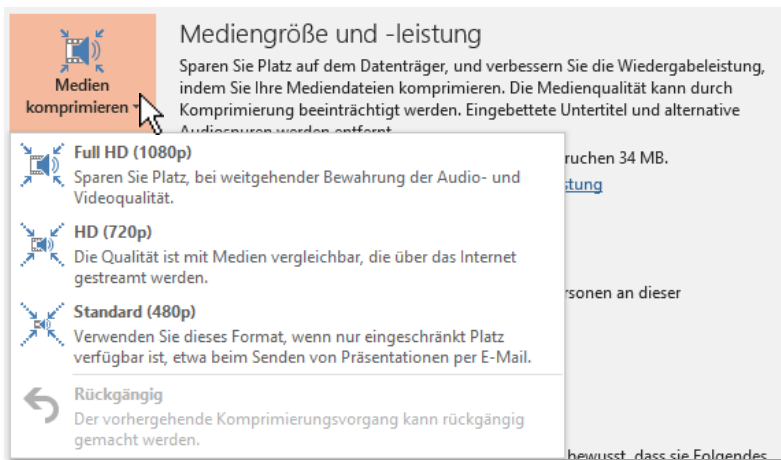 Mediengröße und -leistung
Sparen Sie Platz auf dem Datenträger, und verbessern Sie die Wiedergabeleistung,
indem Sie Ihre Mediendateien komprimieren. Die Medienqualität kann durch
Komprimierung beeinträchtigt werden. Eingebettete Untertitel und alternative
Audiospuren werden entfernt.
Medien
komprimieren
ruchen 34 MB.
stung
Full HD (1080p)
Sparen Sie Platz, bei weitgehender Bewahrung der Audio- und
Videoqualität.
HD (720p)
Die Qualität ist mit Medien vergleichbar, die über das Internet
gestreamt werden.
rsonen an dieser
Standard (480p)
Verwenden Sie dieses Format, wenn nur eingeschränkt Platz
verfügbar ist, etwa beim Senden von Präsentationen per E-Mail.
Rückgängig
Der vorhergehende Komprimierungsvorgang kann rückgängig
gemacht werden.
bewusst, dass sie Folgendes